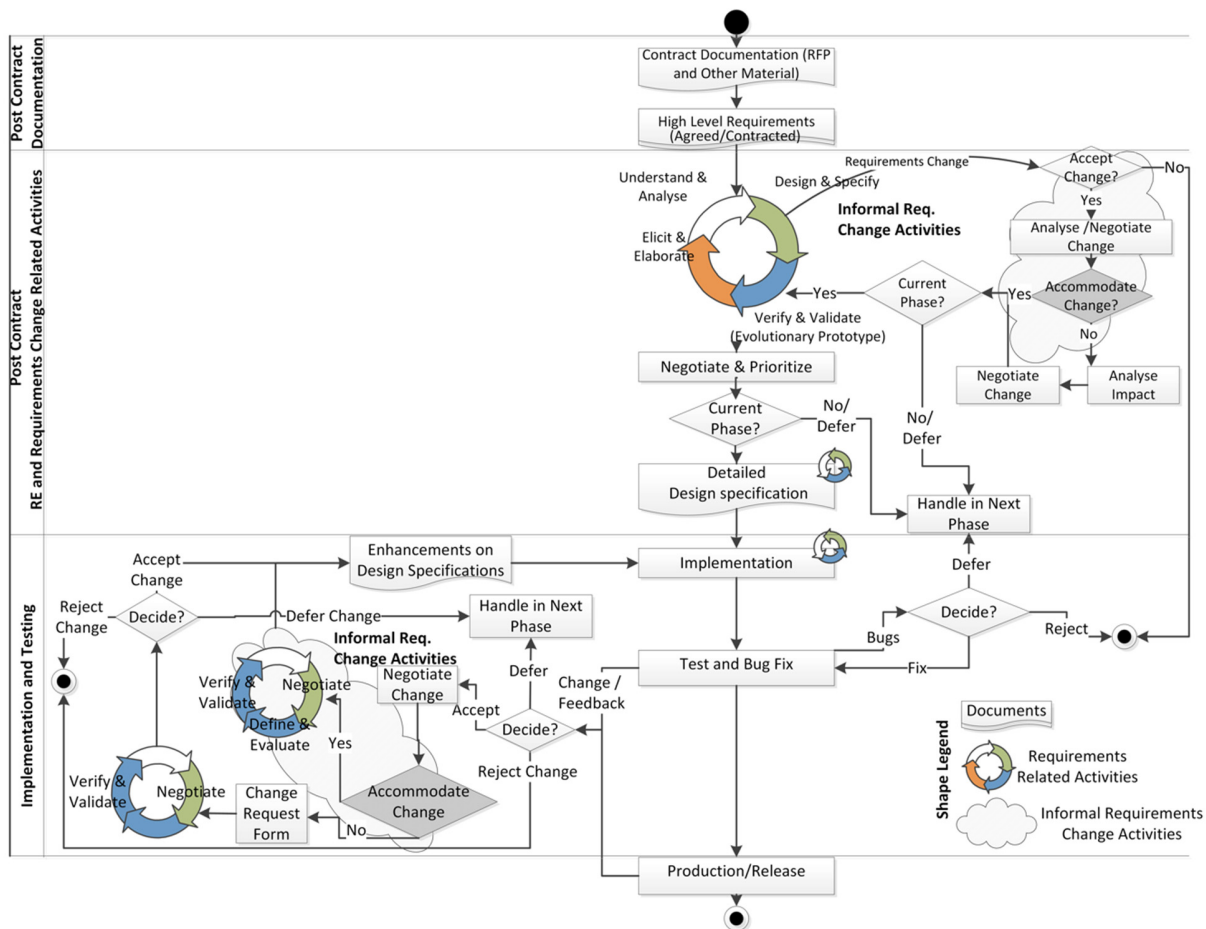 Post Contract
Documentation
Contract Documentation (RFP
and Other Material)
High Level Requirements
(Agreed/Contracted)
Post Contract
RE and Requirements Change Related Activities
Understand &
Analyse
Design & Specify
Requirements Change
Elicit &
Elaborate
Informal Req.
Change Activities
Verify & Validate
(Evolutionary Prototype)
Accept
Change?
No
Yes
Analyse /Negotiate
Change
Accommodate
Change?
Yes
No
Current
Phase?
Yes
Negotiate
Change
Analyse
Impact
No/
Defer
Negotiate & Prioritize
Current
Phase?
No/
Defer
Detailed
Design specification
Handle in Next
Phase
Implementation and Testing
Accept
Change
Enhancements on
Design Specifications
Implementation
Defer
Reject
Change
Decide?
Defer Change
Handle in Next
Phase
Decide?
Reject
Bugs
Fix
Informal Req.
Change Activities
Test and Bug Fix
Verify &
Validate
Negotiate
Define &
Evaluate
Negotiate
Change
Defer
Change /
Feedback
Accept
Decide?
Yes
Reject Change
Verify &
Validate
Negotiate
Change
Request
Form
No
Accommodate
Change
Shape Legend
Documents
Requirements
Related Activities
Informal Requirements
Change Activities
Production/Release